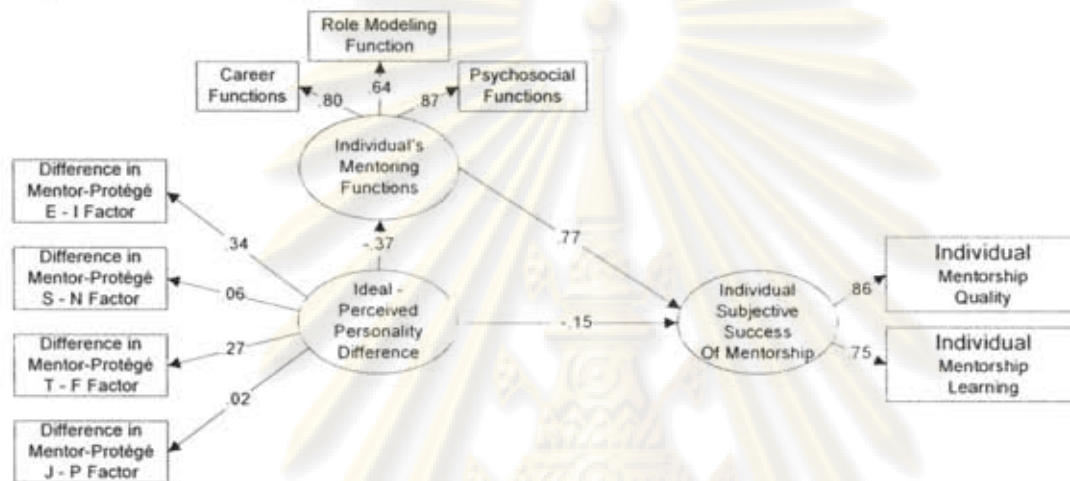 Role Modeling
Function
Career
Functions
Psychosocial
Functions
.80
.64
.87
Individual's
Mentoring
Functions
Difference in
Mentor-Protégé
E - I Factor
.34
-.37
.77
Difference in
Mentor-Protégé
S - N Factor
.06
Ideal -
Perceived
Personality
Difference
-.15
Individual
Subjective
Success
Of Mentorship
.86
Individual
Mentorship
Quality
Difference in
Mentor-Protégé
T - F Factor
.27
.75
Individual
Mentorship
Learning
.02
Difference in
Mentor-Protégé
J - P Factor